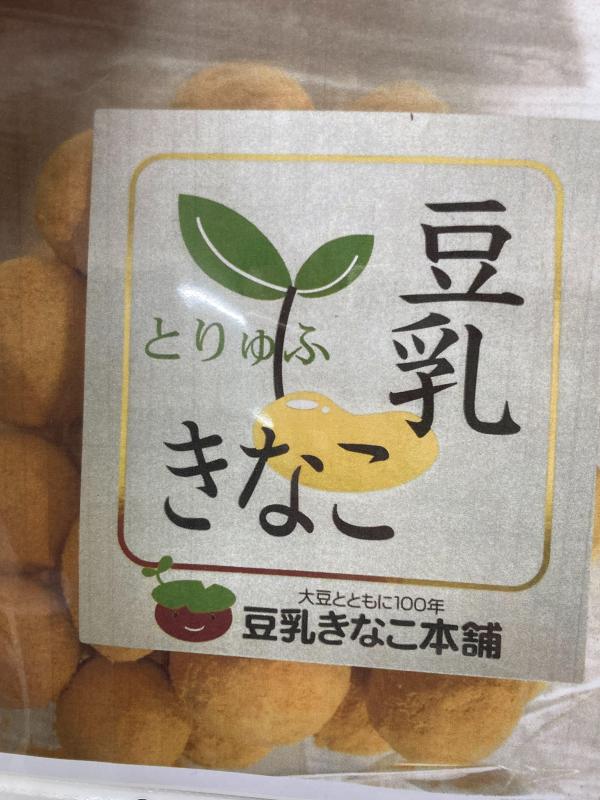 豆乳
とりゅふ
きなこ
大豆とともに100年
豆乳きなこ本舗